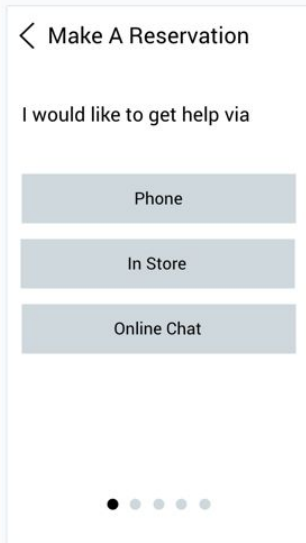 Make A Reservation
I would like to get help via
Phone
In Store
Online Chat